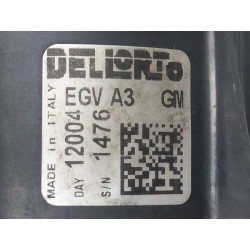 DELLORTO
EGV A3 GM
MADE in ITALY
DAY 12004
S/N 1476